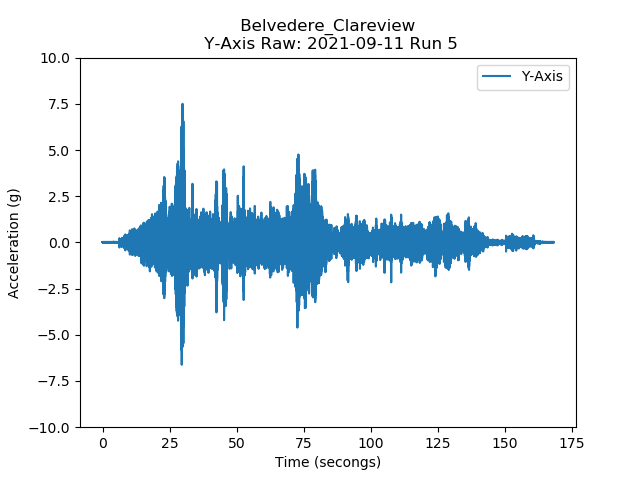 Belvedere_Clareview
Y-Axis Raw: 2021-09-11 Run 5
Y-Axis
Acceleration (g)
10.0
7.5
5.0
2.5
0.0
−2.5
−5.0
−7.5
−10.0
0 25 50 75 100 125 150 175
Time (secongs)